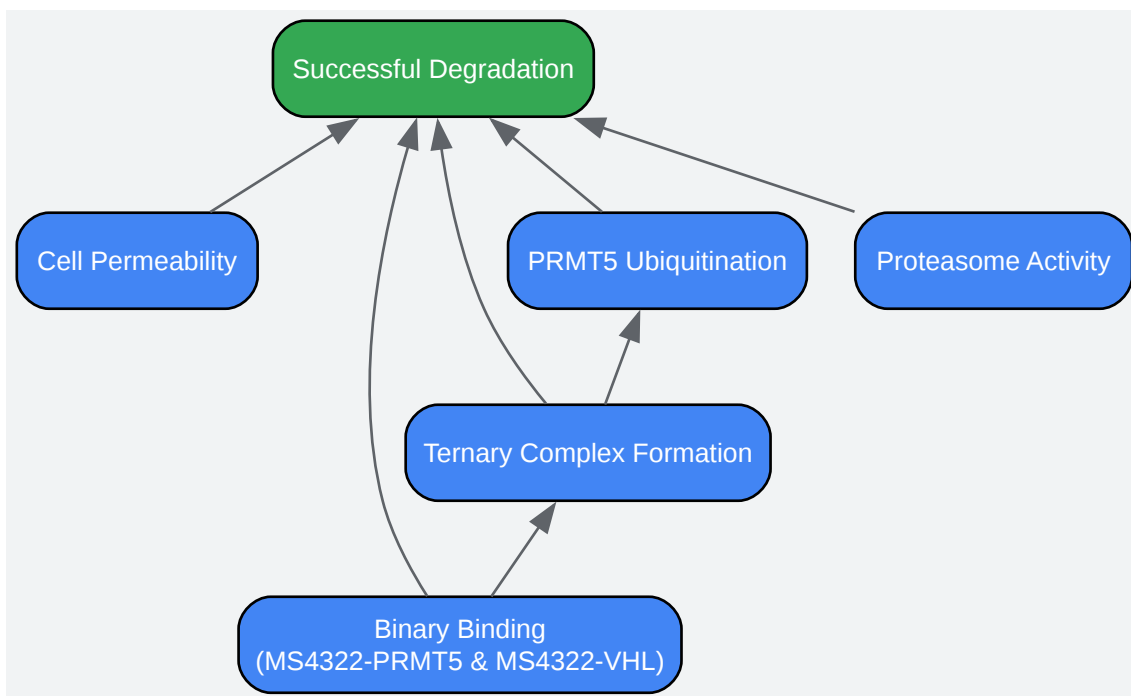 Successful Degradation
Cell Permeability
PRMT5 Ubiquitination
Proteasome Activity
Ternary Complex Formation
Binary Binding
(MS4322-PRMT5 & MS4322-VHL)